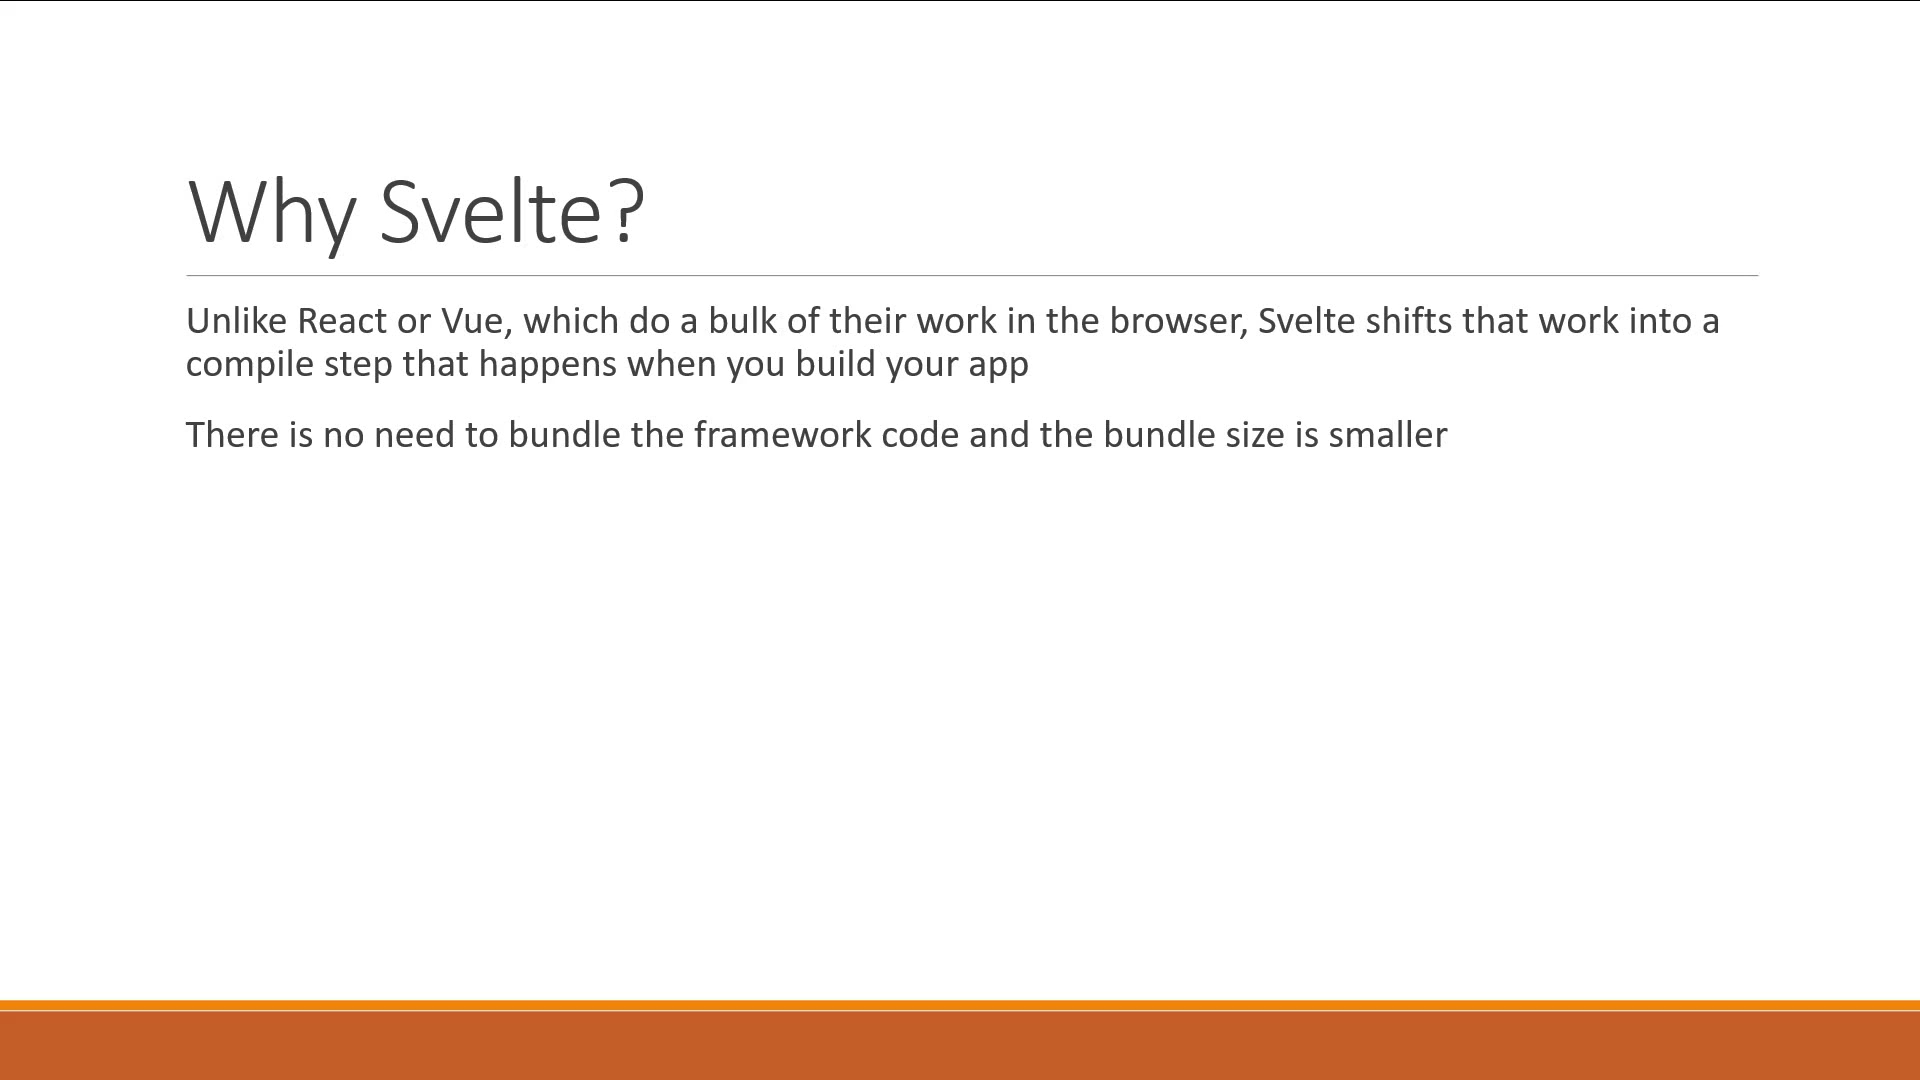 Why Svelte?
Unlike React or Vue, which do a bulk of their work in the browser, Svelte shifts that work into a
compile step that happens when you build your app
There is no need to bundle the framework code and the bundle size is smaller